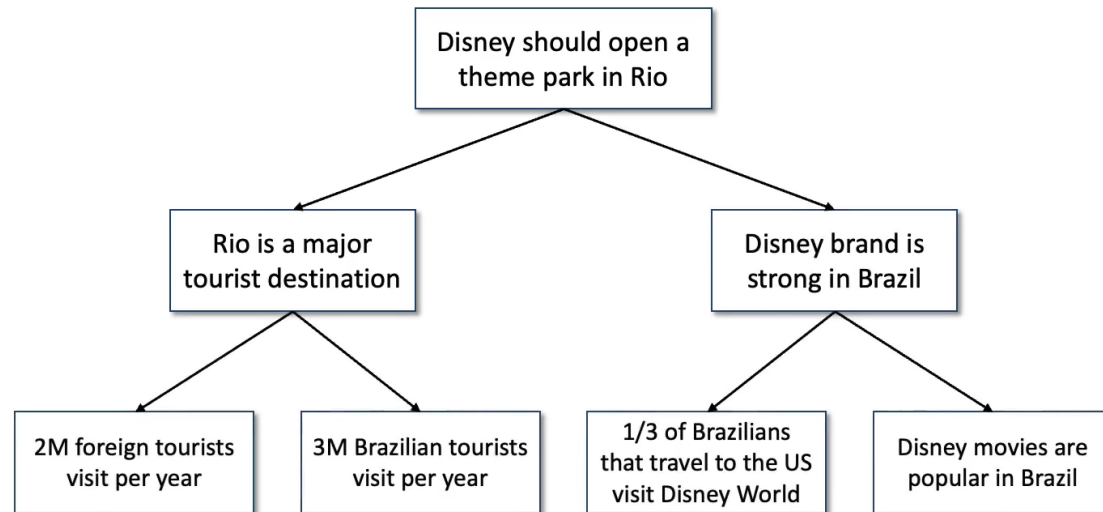 Disney should open a
theme park in Rio
Rio is a major
tourist destination
Disney brand is
strong in Brazil
2M foreign tourists
visit per year
3M Brazilian tourists
visit per year
1/3 of Brazilians
that travel to the US
visit Disney World
Disney movies are
popular in Brazil